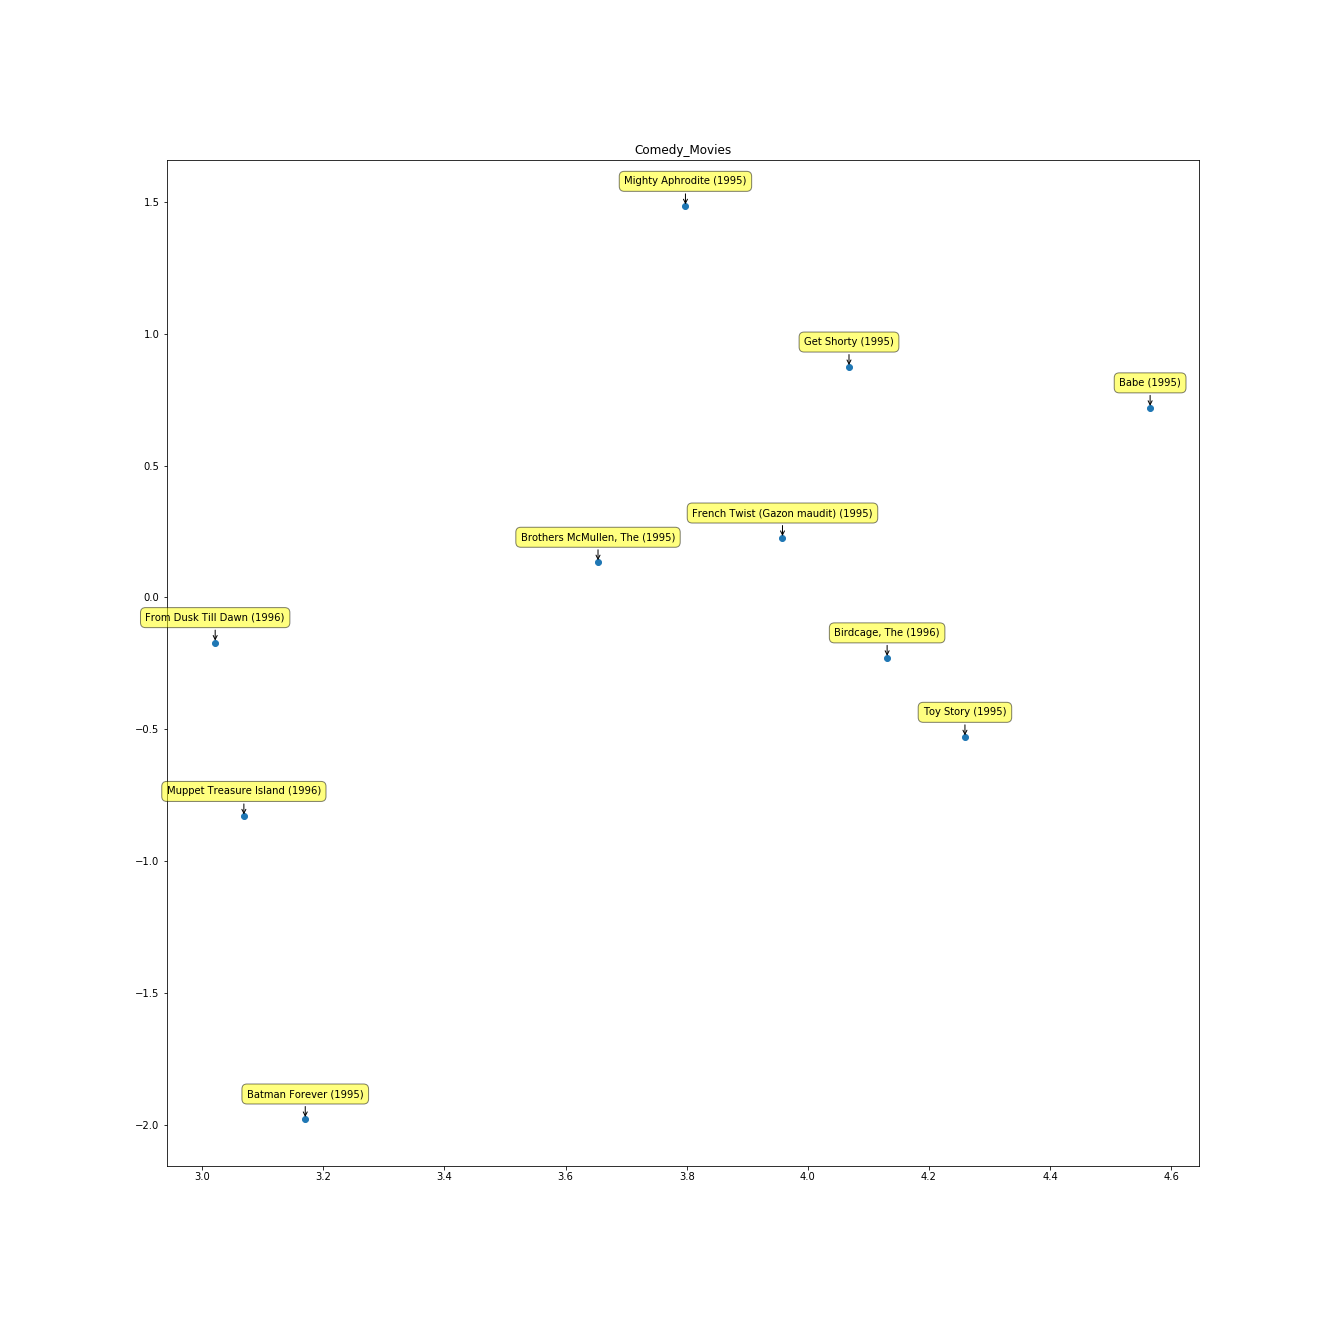 Comedy_Movies
Mighty Aphrodite (1995)
1.5
1.0
Get Shorty (1995)
Babe (1995)
0.5
French Twist (Gazon maudit) (1995)
Brothers McMullen, The (1995)
0.0
From Dusk Till Dawn (1996)
Birdcage, The (1996)
Toy Story (1995)
−0.5
Muppet Treasure Island (1996)
−1.0
−1.5
Batman Forever (1995)
−2.0
3.0 3.2 3.4 3.6 3.8 4.0 4.2 4.4 4.6